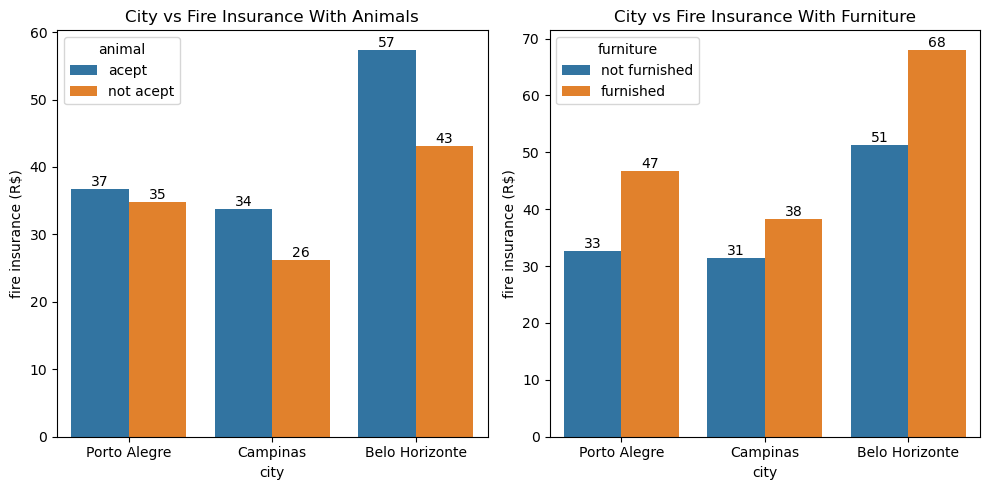 City vs Fire Insurance With Animals
fire insurance (R$)
60
50
40
30
20
10
0
animal
acept
not acept
37
35
34
26
57
43
Porto Alegre
Campinas
Belo Horizonte
city
City vs Fire Insurance With Furniture
fire insurance (R$)
70
60
50
40
30
20
10
0
furniture
not furnished
furnished
33
47
31
38
51
68
Porto Alegre
Campinas
Belo Horizonte
city